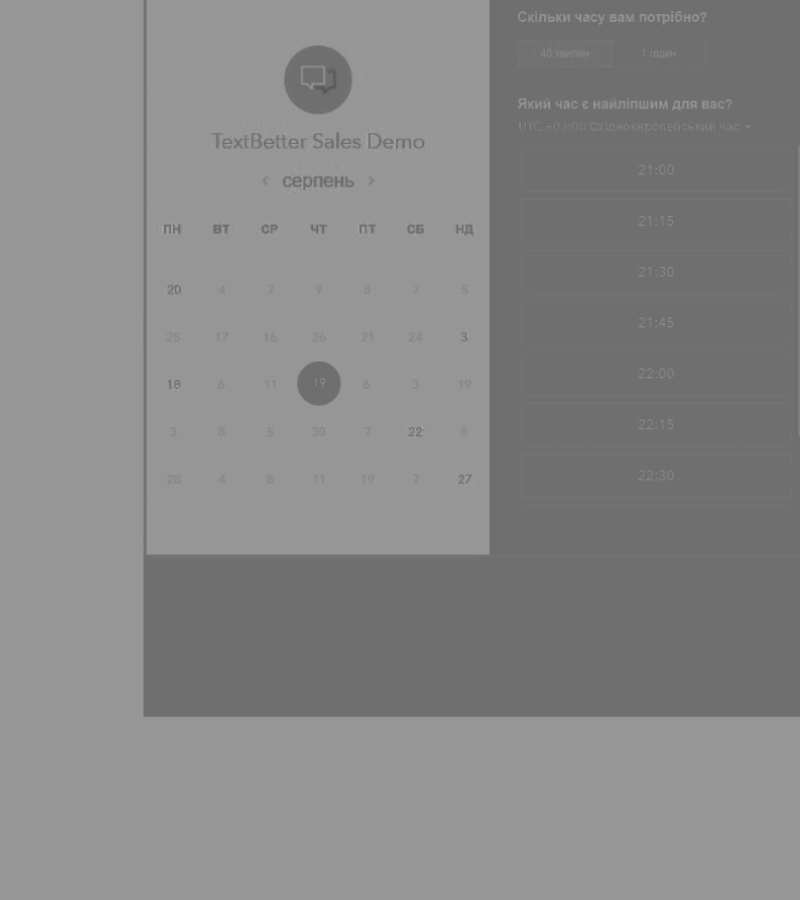 TextBetter Sales Demo
< серпень >
ПН ВТ СР ЧТ ПТ СБ НД
20 4 7 9 8 7 5
25 17 16 26 21 24 3
18 6 11 19 6 3 19
3 8 5 30 7 22 8
28 4 8 11 19 7 27
Скільки часу вам потрібно?
40 хвилин 1 годин
Який час є найліпшим для вас?
UTC +03:00 Східноєвропейський час
21:00
21:15
21:30
21:45
22:00
22:15
22:30